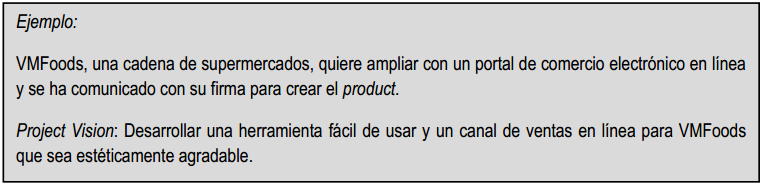 Ejemplo:
VMFoods, una cadena de supermercados, quiere ampliar con un portal de comercio electrónico en línea
y se ha comunicado con su firma para crear el product.
Project Vision: Desarrollar una herramienta fácil de usar y un canal de ventas en línea para VMFoods
que sea estéticamente agradable.